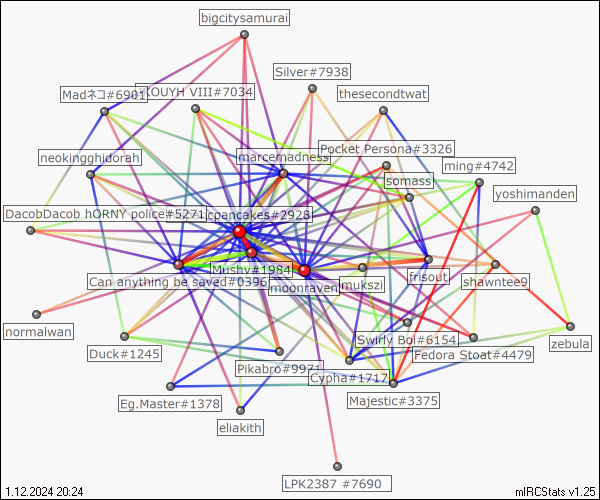 bigcitysamurai
Silver#7938
Madネコ#6901
KOUYH VIII#7034
thesecondtwat
marcemadness
Pocket Persona#3326
neokingghidorah
ming#4742
somass
yoshimanden
DacobDacob hORNY police#5271
cpancakes#2928
Mushy#1984
Can anything be saved#0396
moonraven
mukszi
frisout
shawntee9
normalwan
Swirly Boi#6154
Duck#1245
Fedora Stoat#4479
zebula
Pikabro#9971
Cypha#1717
Eg.Master#1378
Majestic#3375
eliakith
LPK2387 #7690
1.12.2024 20:24
mIRCStats v1.25